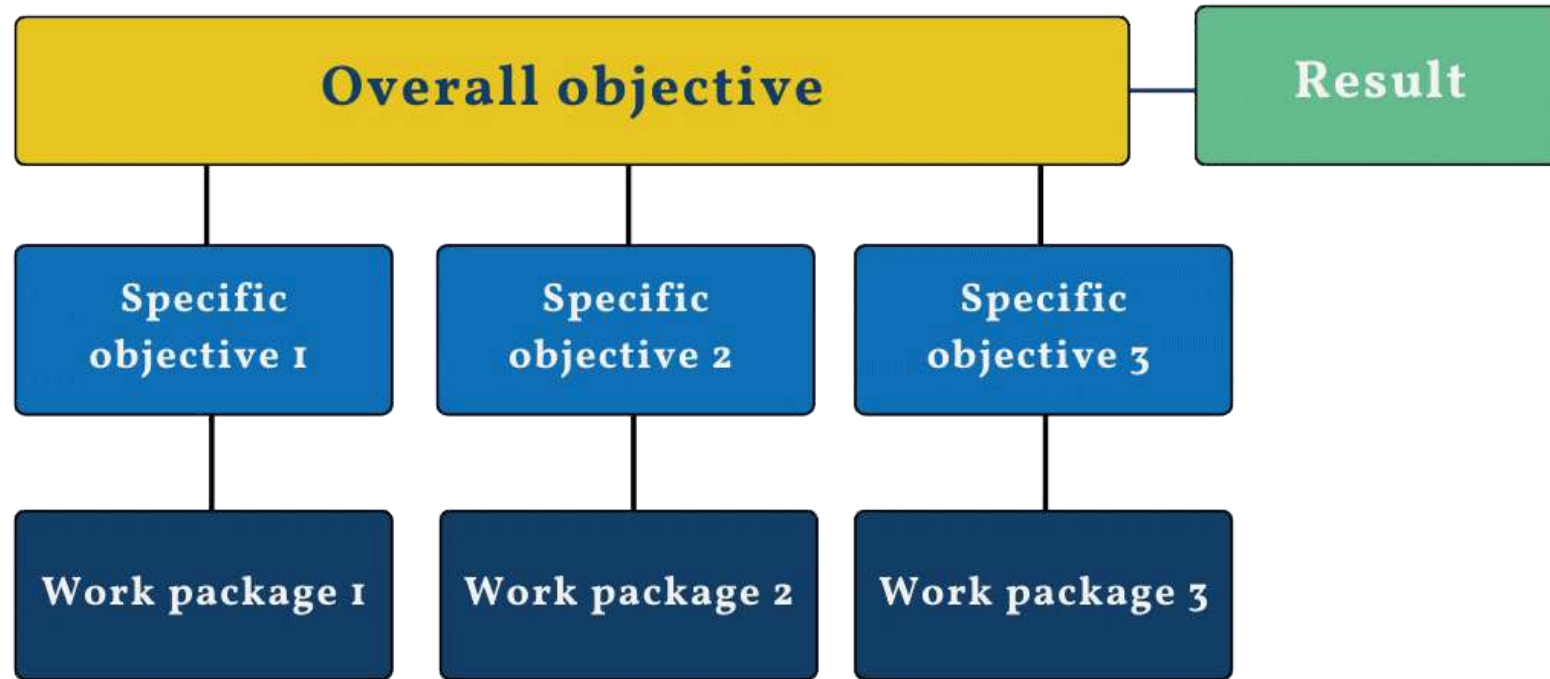 Overall objective
Result
Specific
objective 1
Specific
objective 2
Specific
objective 3
Work package 1
Work package 2
Work package 3